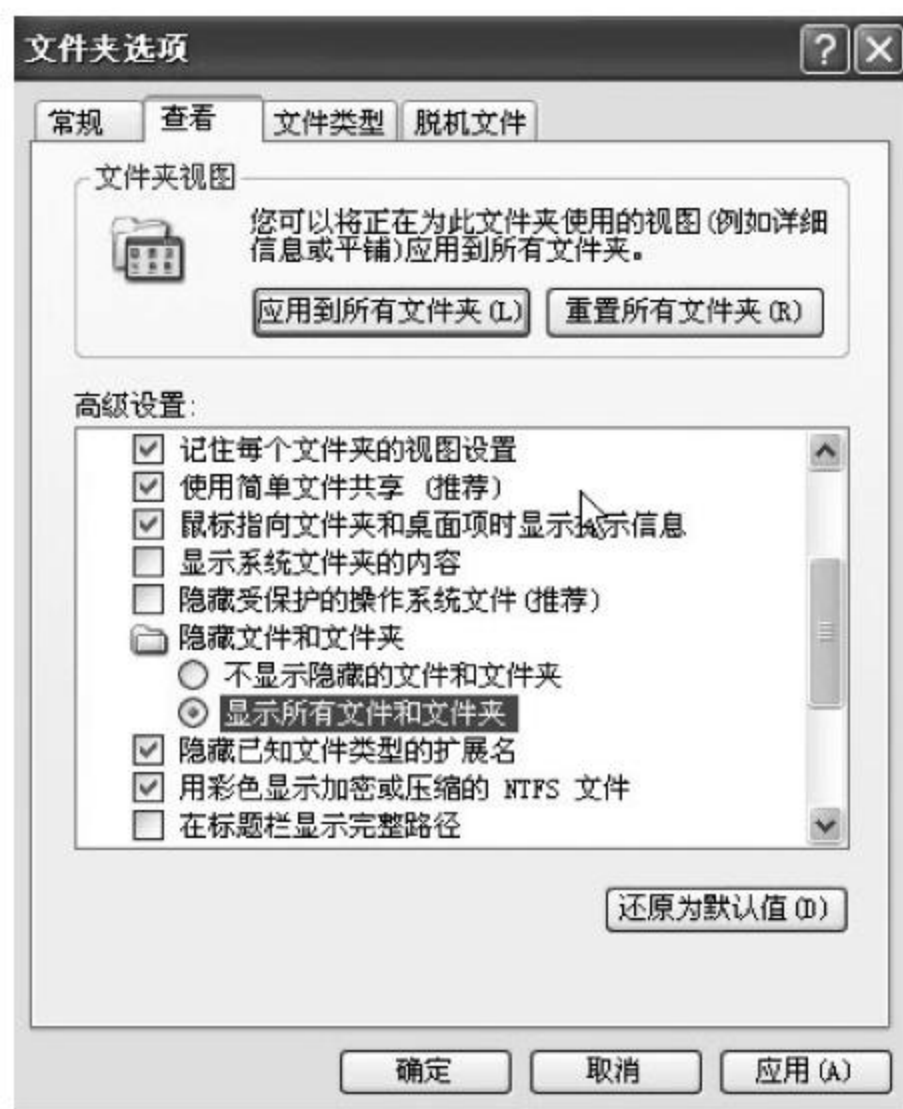 文件夹选项
常规 查看 文件类型 脱机文件
文件夹视图
您可以将正在为此文件夹使用的视图(例如详细
信息或平铺)应用到所有文件夹。
应用到所有文件夹(L) 重置所有文件夹(R)
高级设置:
记住每个文件夹的视图设置
使用简单文件共享 (推荐)
鼠标指向文件夹和桌面项时显示提示信息
显示系统文件夹的内容
隐藏受保护的操作系统文件(推荐)
隐藏文件和文件夹
不显示隐藏的文件和文件夹
显示所有文件和文件夹
隐藏已知文件类型的扩展名
用彩色显示加密或压缩的 NTFS 文件
在标题栏显示完整路径
还原为默认值(D)
确定 取消 应用(A)